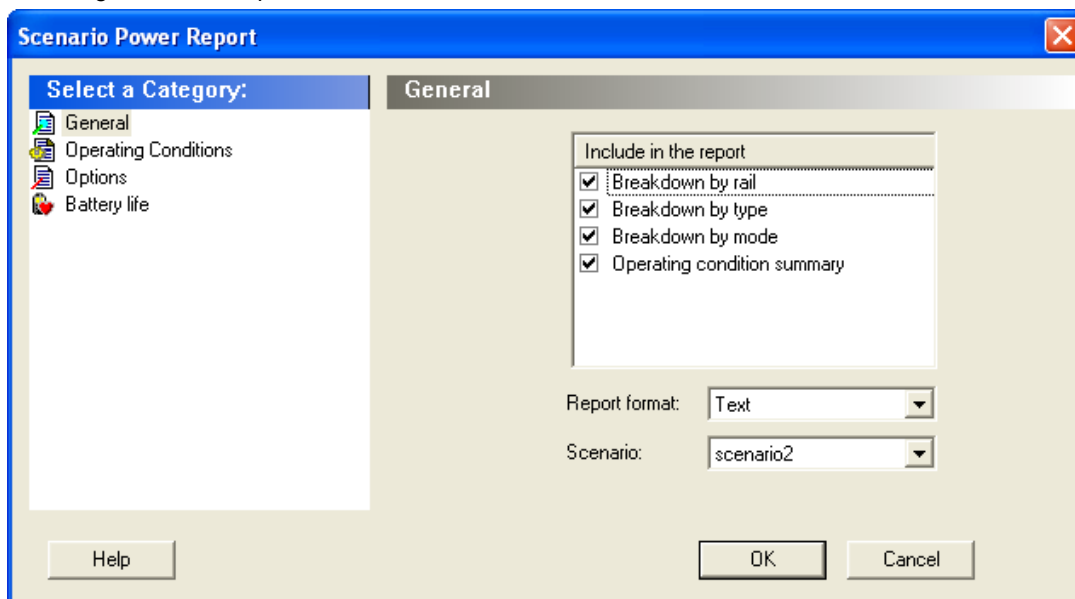 Scenario Power Report
Select a Category:
General
Operating Conditions
Options
Battery life
General
Include in the report
Breakdown by rail
Breakdown by type
Breakdown by mode
Operating condition summary
Report format: Text
Scenario: scenario2
Help OK Cancel